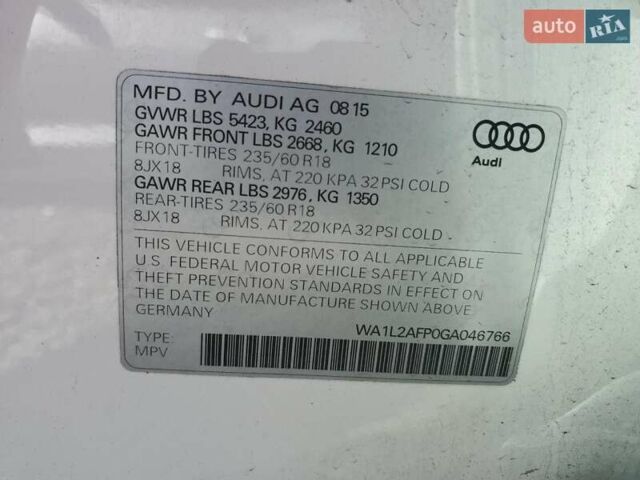 auto RIA
.com
MFD. BY AUDI AG 08 15
GVWR LBS 5423, KG 2460
GAWR FRONT LBS 2668, KG 1210
FRONT-TIRES 235/60 R18
8JX18 RIMS, AT 220 KPA 32 PSI COLD
GAWR REAR LBS 2976, KG 1350
REAR-TIRES 235/60 R18
8JX18 RIMS, AT 220 KPA 32 PSI COLD
Audi
THIS VEHICLE CONFORMS TO ALL APPLICABLE
U.S. FEDERAL MOTOR VEHICLE SAFETY AND
THEFT PREVENTION STANDARDS IN EFFECT ON
THE DATE OF MANUFACTURE SHOWN ABOVE.
GERMANY
WA1L2AFP0GA046766
TYPE:
MPV